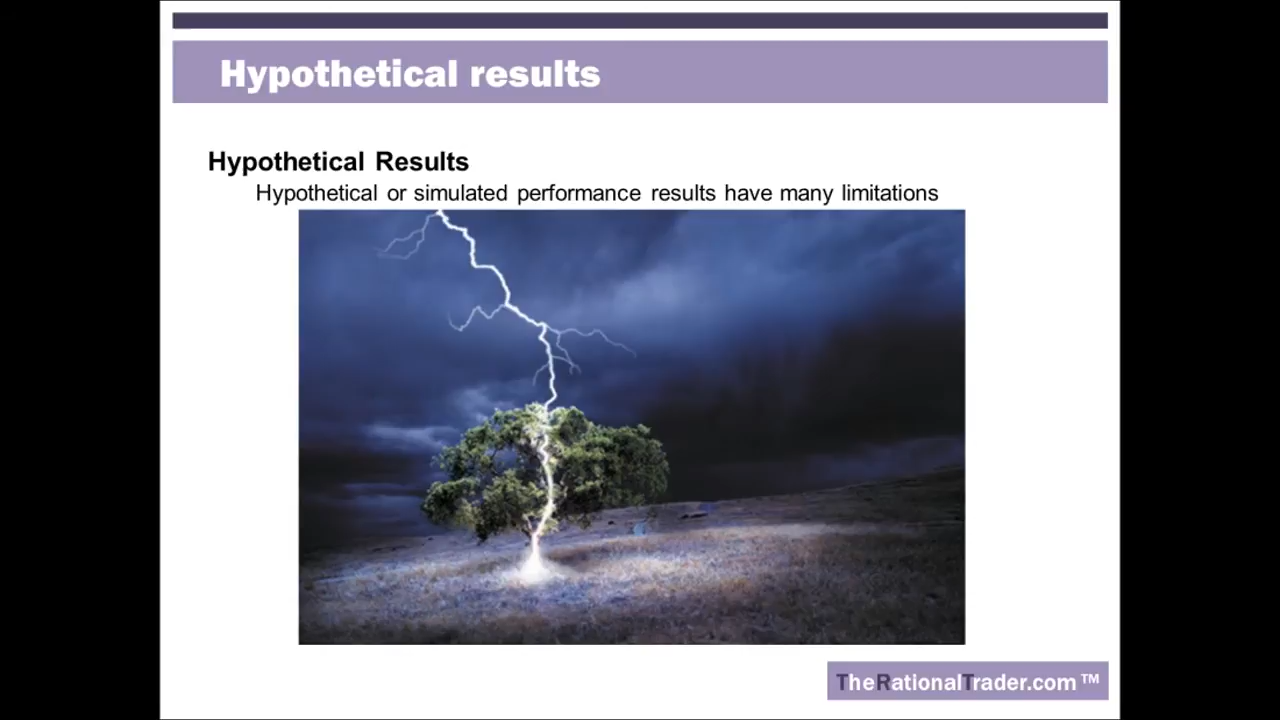 Hypothetical results
Hypothetical Results
Hypothetical or simulated performance results have many limitations
TheRationalTrader.com™